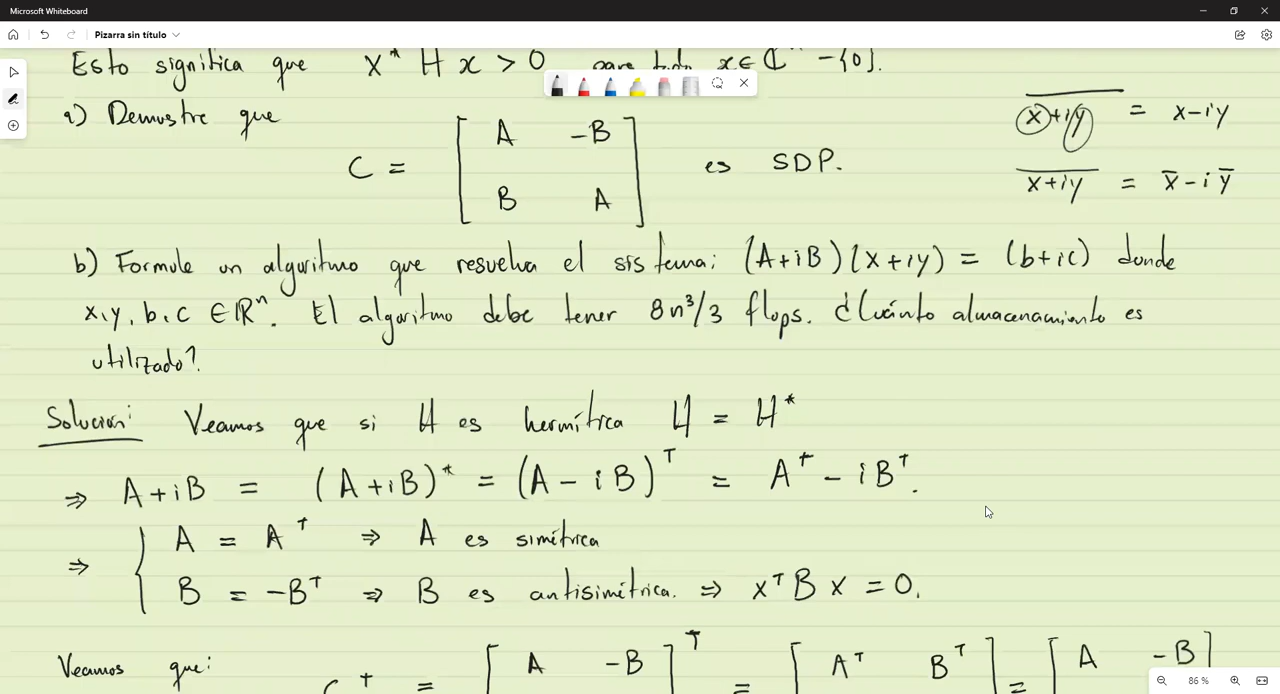 Microsoft Whiteboard
Pizarra sin título
Esto significa que x* H x > 0 para todo x ∈ ℂⁿ - {0}.
a) Demuestre que
C = [ A -B
B A ] es SDP.
x+iy = x-iy
x+iy = x̄-i ȳ
b) Formule un algoritmo que resuelva el sistema: (A+iB)(x+iy) = (b+ic) donde
x,y, b,c ∈ ℝⁿ. El algoritmo debe tener 8n³/3 flops. ¿Cuánto almacenamiento es
utilizado?
Solución: Veamos que si H es hermítica H = H*
⇒ A+iB = (A+iB)* = (A-iB)ᵀ = Aᵀ - iBᵀ.
⇒ { A = Aᵀ ⇒ A es simétrica
B = -Bᵀ ⇒ B es antisimétrica. ⇒ xᵀBx = 0.
Veamos que: Cᵀ = [ A -B ]ᵀ = [ Aᵀ Bᵀ ] = [ A -B ]
86 %